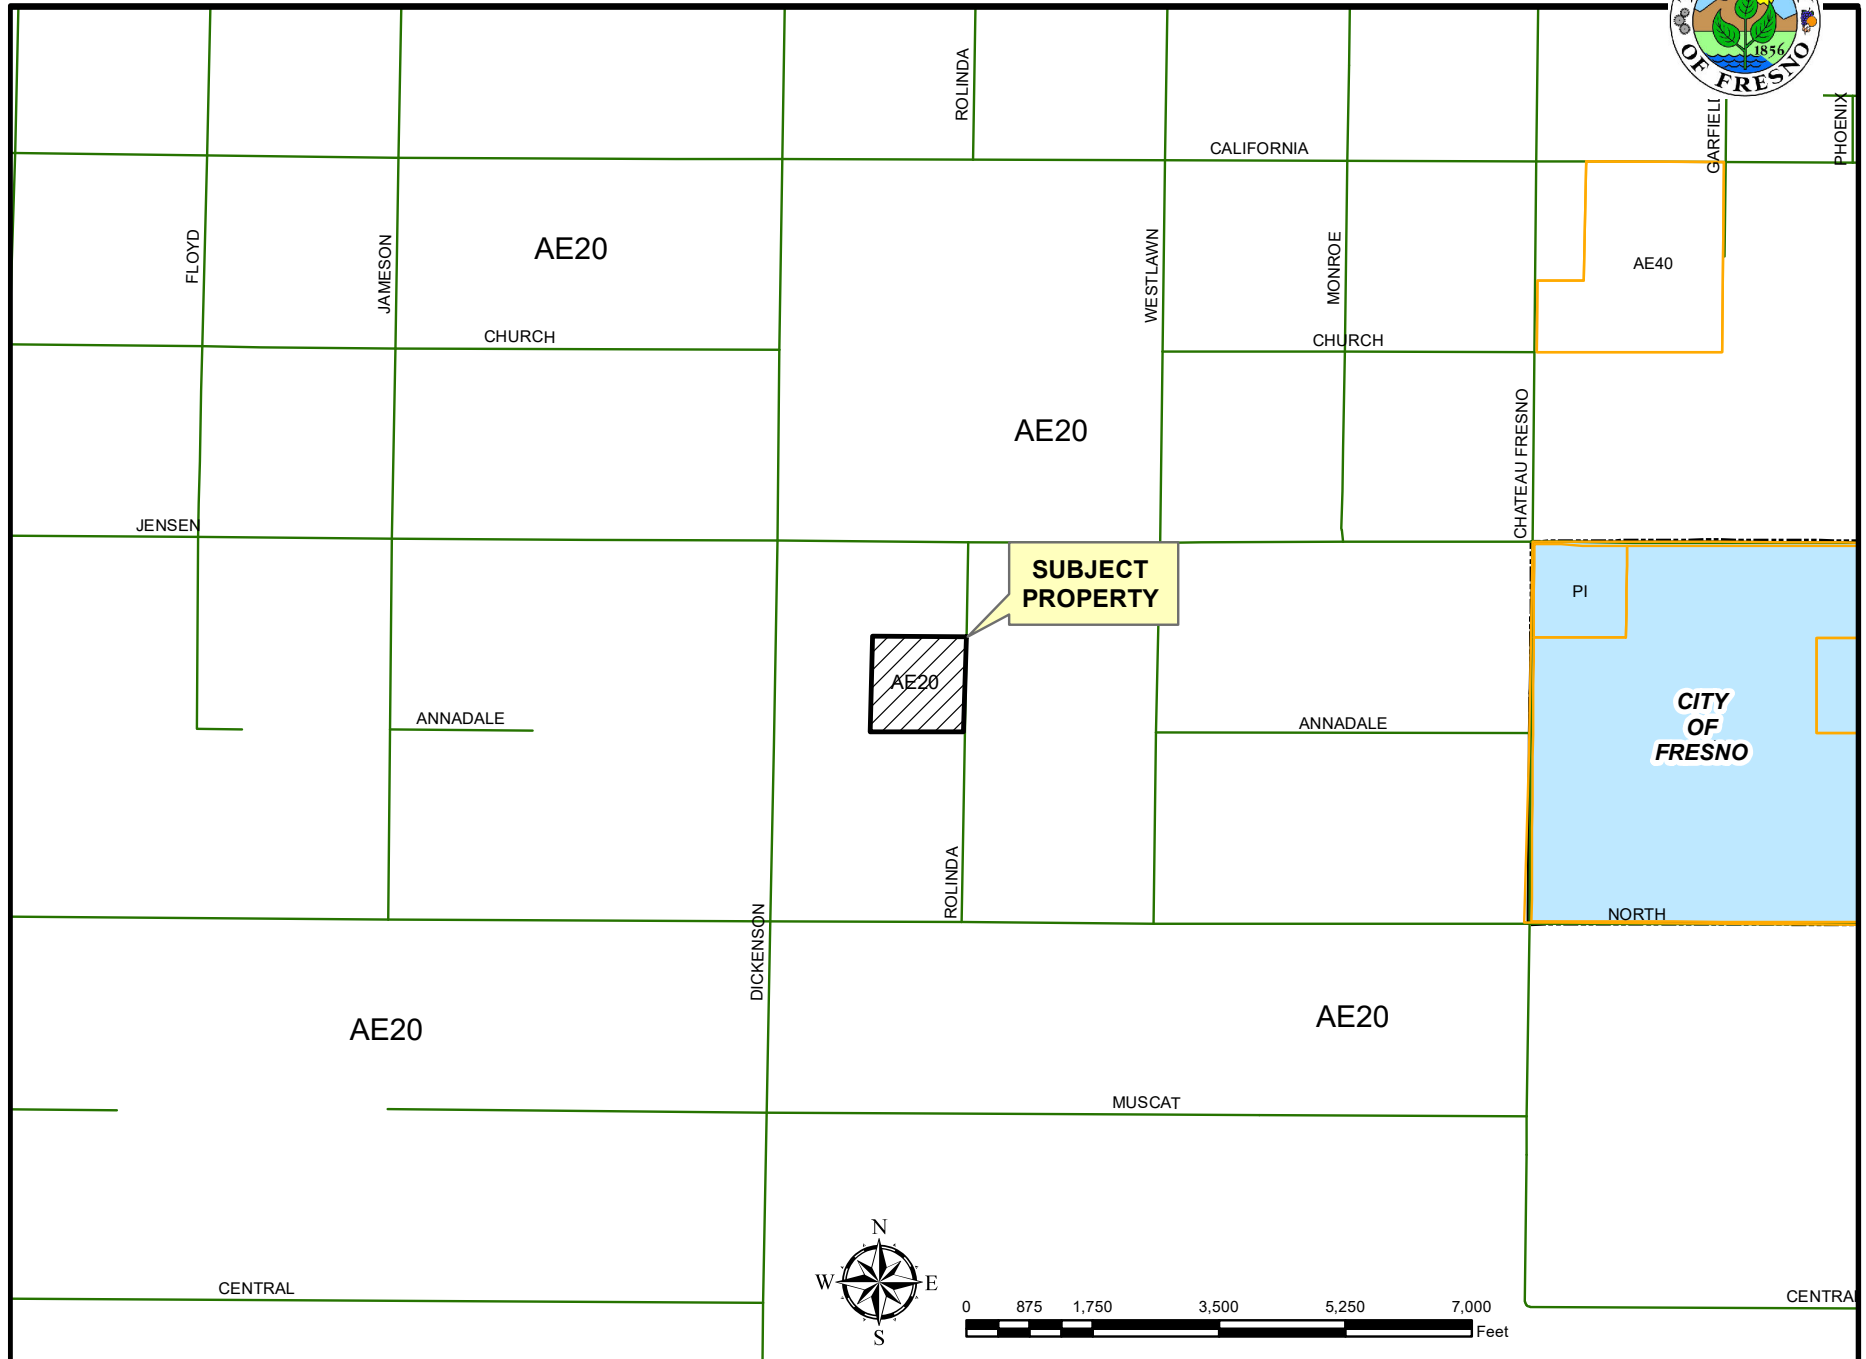 1856
OF FRESNO
ROLINDA
PHOENIX
CALIFORNIA
FLOYD
JAMESON
AE20
WESTLAWN
MONROE
AE40
CHURCH
CHURCH
AE20
CHATEAU FRESNO
JENSEN
SUBJECT
PROPERTY
PI
AE20
ANNADALE
ANNADALE
CITY
OF
FRESNO
ROLINDA
NORTH
DICKENSON
AE20
AE20
MUSCAT
CENTRAL
N
W E
S
0 875 1,750 3,500 5,250 7,000
Feet